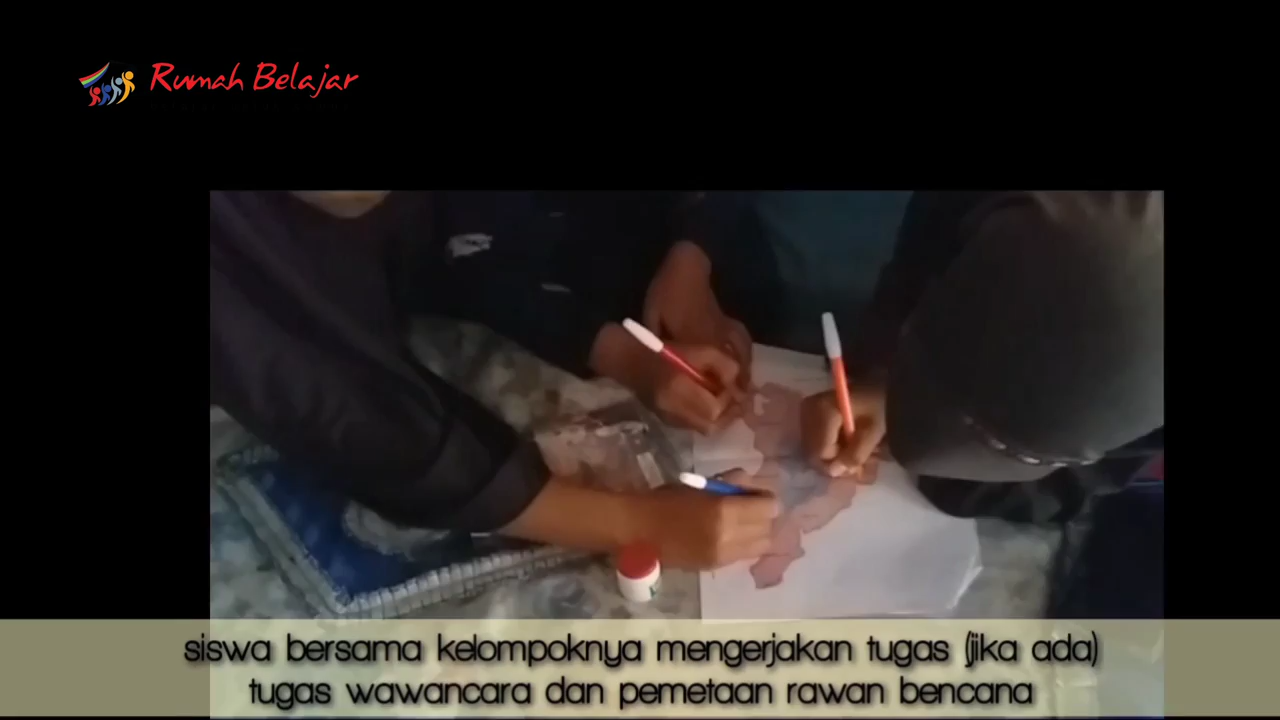 Rumah Belajar
siswa bersama kelompoknya mengerjakan tugas (jika ada)
tugas wawancara dan pemetaan rawan bencana